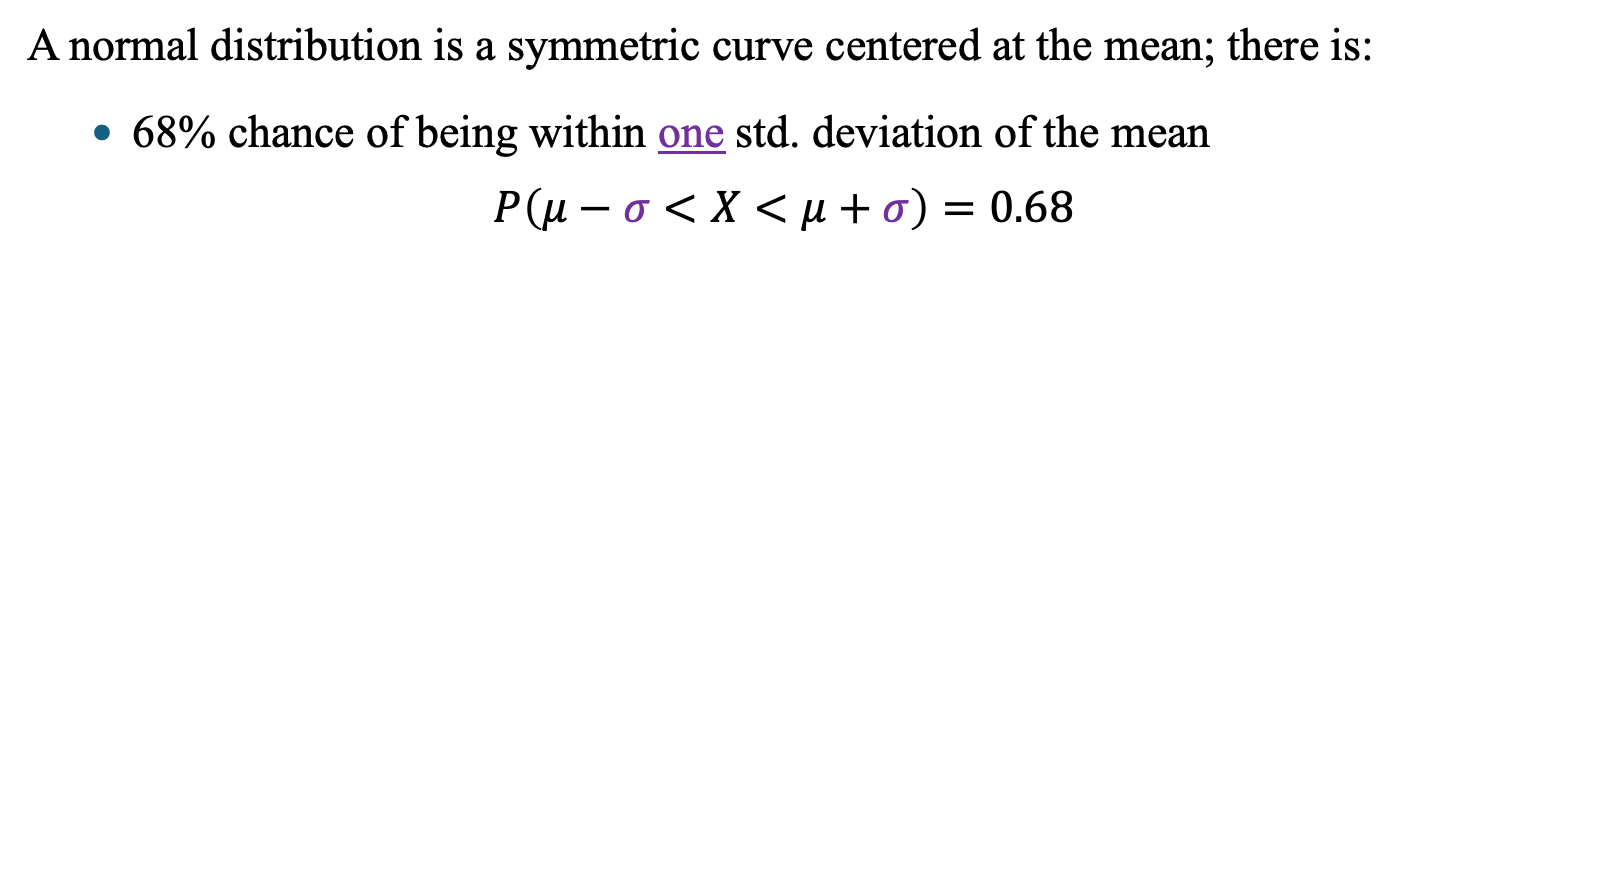 A normal distribution is a symmetric curve centered at the mean; there is:
• 68% chance of being within one std. deviation of the mean
𝑃(𝜇 − 𝜎 < 𝑋 < 𝜇 + 𝜎) = 0.68